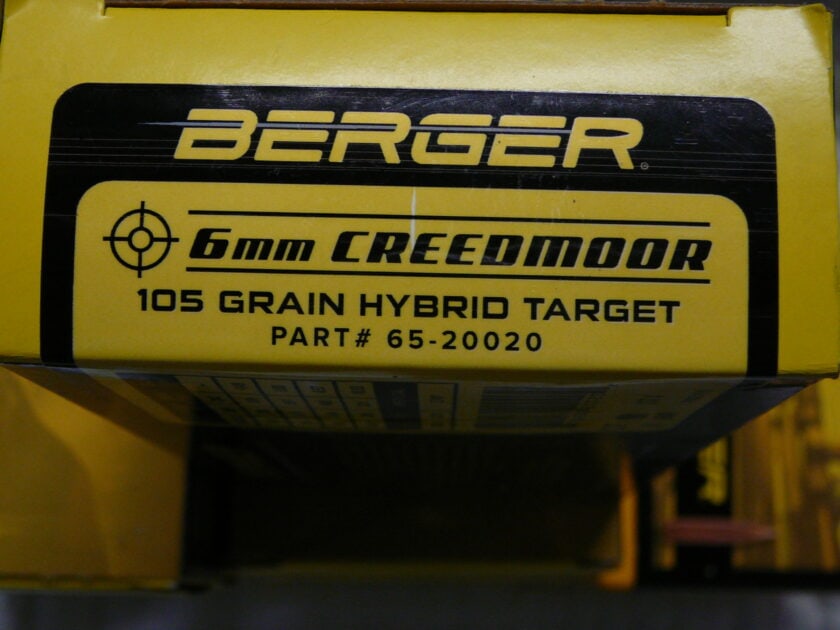 BERGER®
6mm CREEDMOOR
105 GRAIN HYBRID TARGET
PART# 65-20020